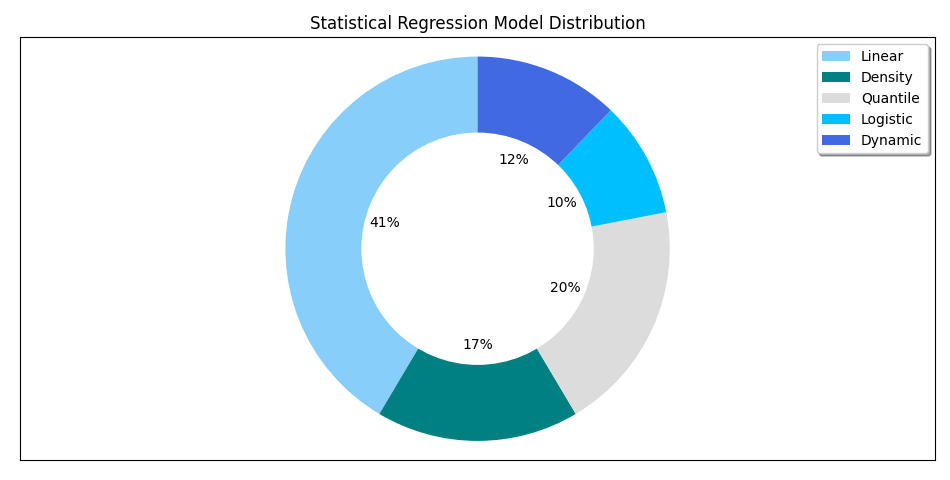 Statistical Regression Model Distribution
Linear
Density
Quantile
Logistic
Dynamic
12%
10%
41%
20%
17%